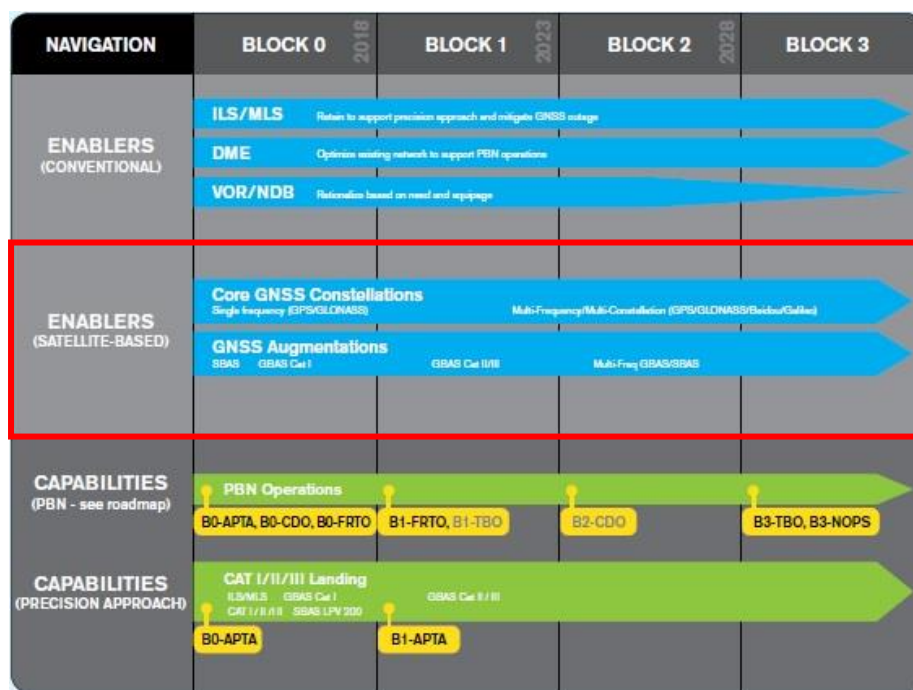 NAVIGATION BLOCK 0 2018 BLOCK 1 2023 BLOCK 2 2028 BLOCK 3
ENABLERS
(CONVENTIONAL)
ILS/MLS Retain to support precision approach and mitigate GNSS outage
DME Optimize existing network to support PBN operations
VOR/NDB Rationalize based on need and equipage
ENABLERS
(SATELLITE-BASED)
Core GNSS Constellations
Single frequency (GPS/GLONASS) Multi-Frequency/Multi-Constellation (GPS/GLONASS/Beidou/Galileo)
GNSS Augmentations
SBAS GBAS Cat I GBAS Cat II/III Multi-Freq GBAS/SBAS
CAPABILITIES
(PBN - see roadmap)
PBN Operations
B0-APTA, B0-CDO, B0-FRTO B1-FRTO, B1-TBO B2-CDO B3-TBO, B3-NOPS
CAPABILITIES
(PRECISION APPROACH)
CAT I/II/III Landing
ILS/MLS GBAS Cat I GBAS Cat II / III
CAT I / II / III SBAS LPV 200
B0-APTA B1-APTA